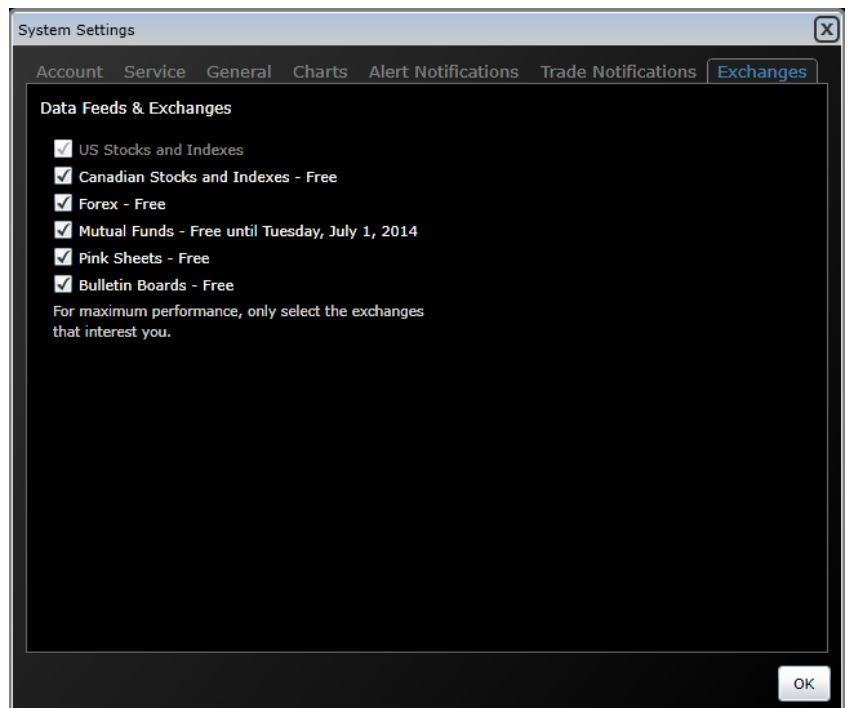 System Settings
X
Account Service General Charts Alert Notifications Trade Notifications Exchanges
Data Feeds & Exchanges
US Stocks and Indexes
Canadian Stocks and Indexes - Free
Forex - Free
Mutual Funds - Free until Tuesday, July 1, 2014
Pink Sheets - Free
Bulletin Boards - Free
For maximum performance, only select the exchanges
that interest you.
OK